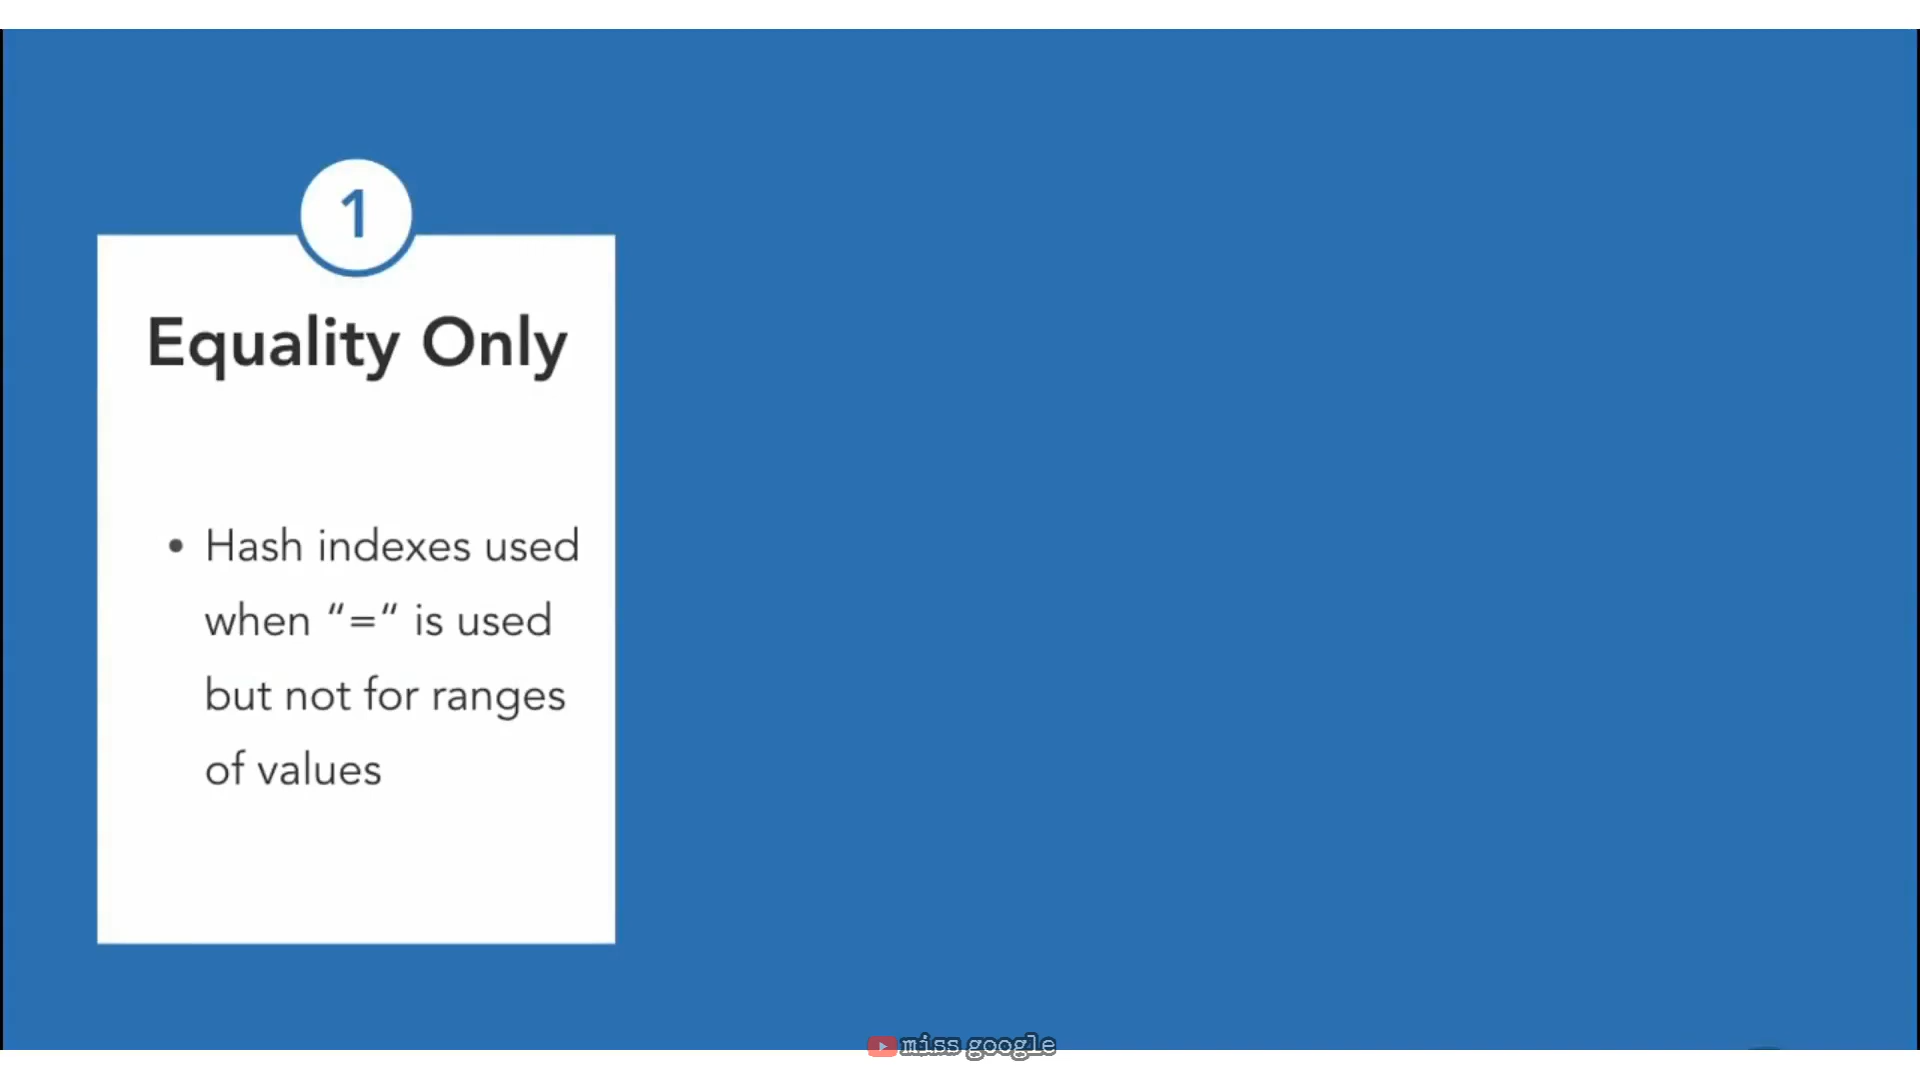 1
Equality Only
• Hash indexes used
when “=“ is used
but not for ranges
of values
miss google